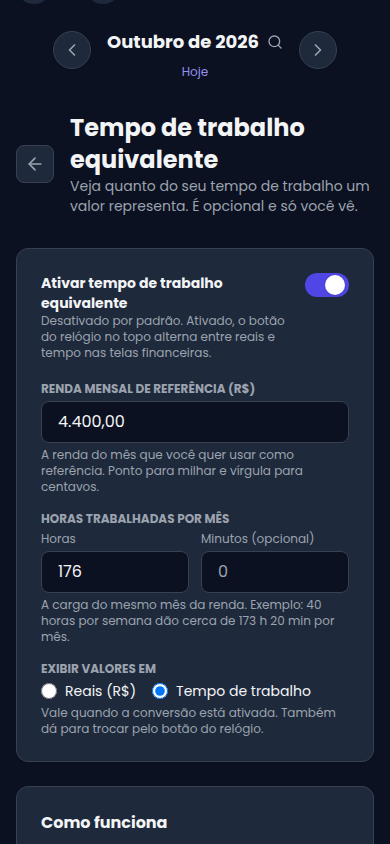 Outubro de 2026
Hoje
Tempo de trabalho
equivalente
Veja quanto do seu tempo de trabalho um
valor representa. É opcional e só você vê.
Ativar tempo de trabalho
equivalente
Desativado por padrão. Ativado, o botão
do relógio no topo alterna entre reais e
tempo nas telas financeiras.
RENDA MENSAL DE REFERÊNCIA (R$)
4.400,00
A renda do mês que você quer usar como
referência. Ponto para milhar e vírgula para
centavos.
HORAS TRABALHADAS POR MÊS
Horas
Minutos (opcional)
176
0
A carga do mesmo mês da renda. Exemplo: 40
horas por semana dão cerca de 173 h 20 min por
mês.
EXIBIR VALORES EM
Reais (R$)
Tempo de trabalho
Vale quando a conversão está ativada. Também
dá para trocar pelo botão do relógio.
Como funciona